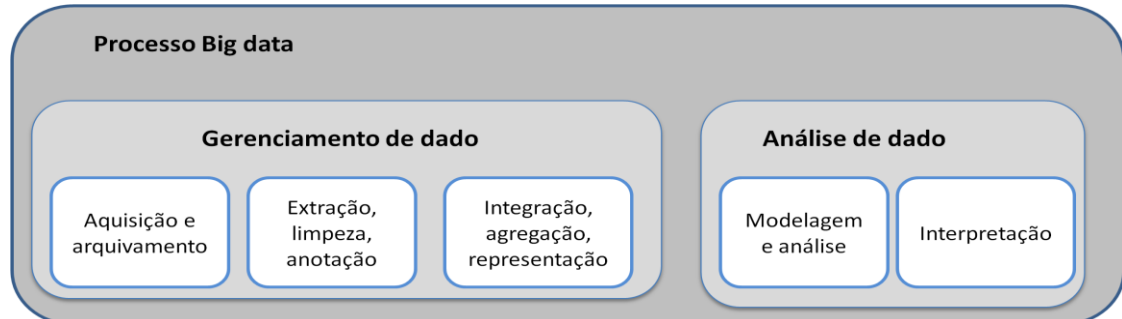 Processo Big data
Gerenciamento de dado
Aquisição e
arquivamento
Extração,
limpeza,
anotação
Integração,
agregação,
representação
Análise de dado
Modelagem
e análise
Interpretação